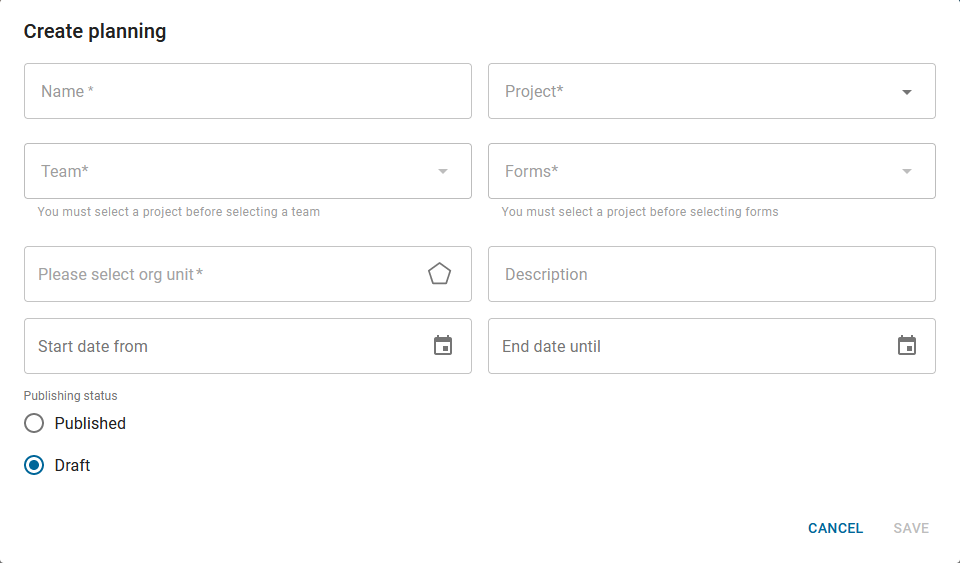 Create planning
Name *
Project*
Team*
Forms*
You must select a project before selecting a team
You must select a project before selecting forms
Please select org unit*
Description
Start date from
End date until
Publishing status
Published
Draft
CANCEL
SAVE